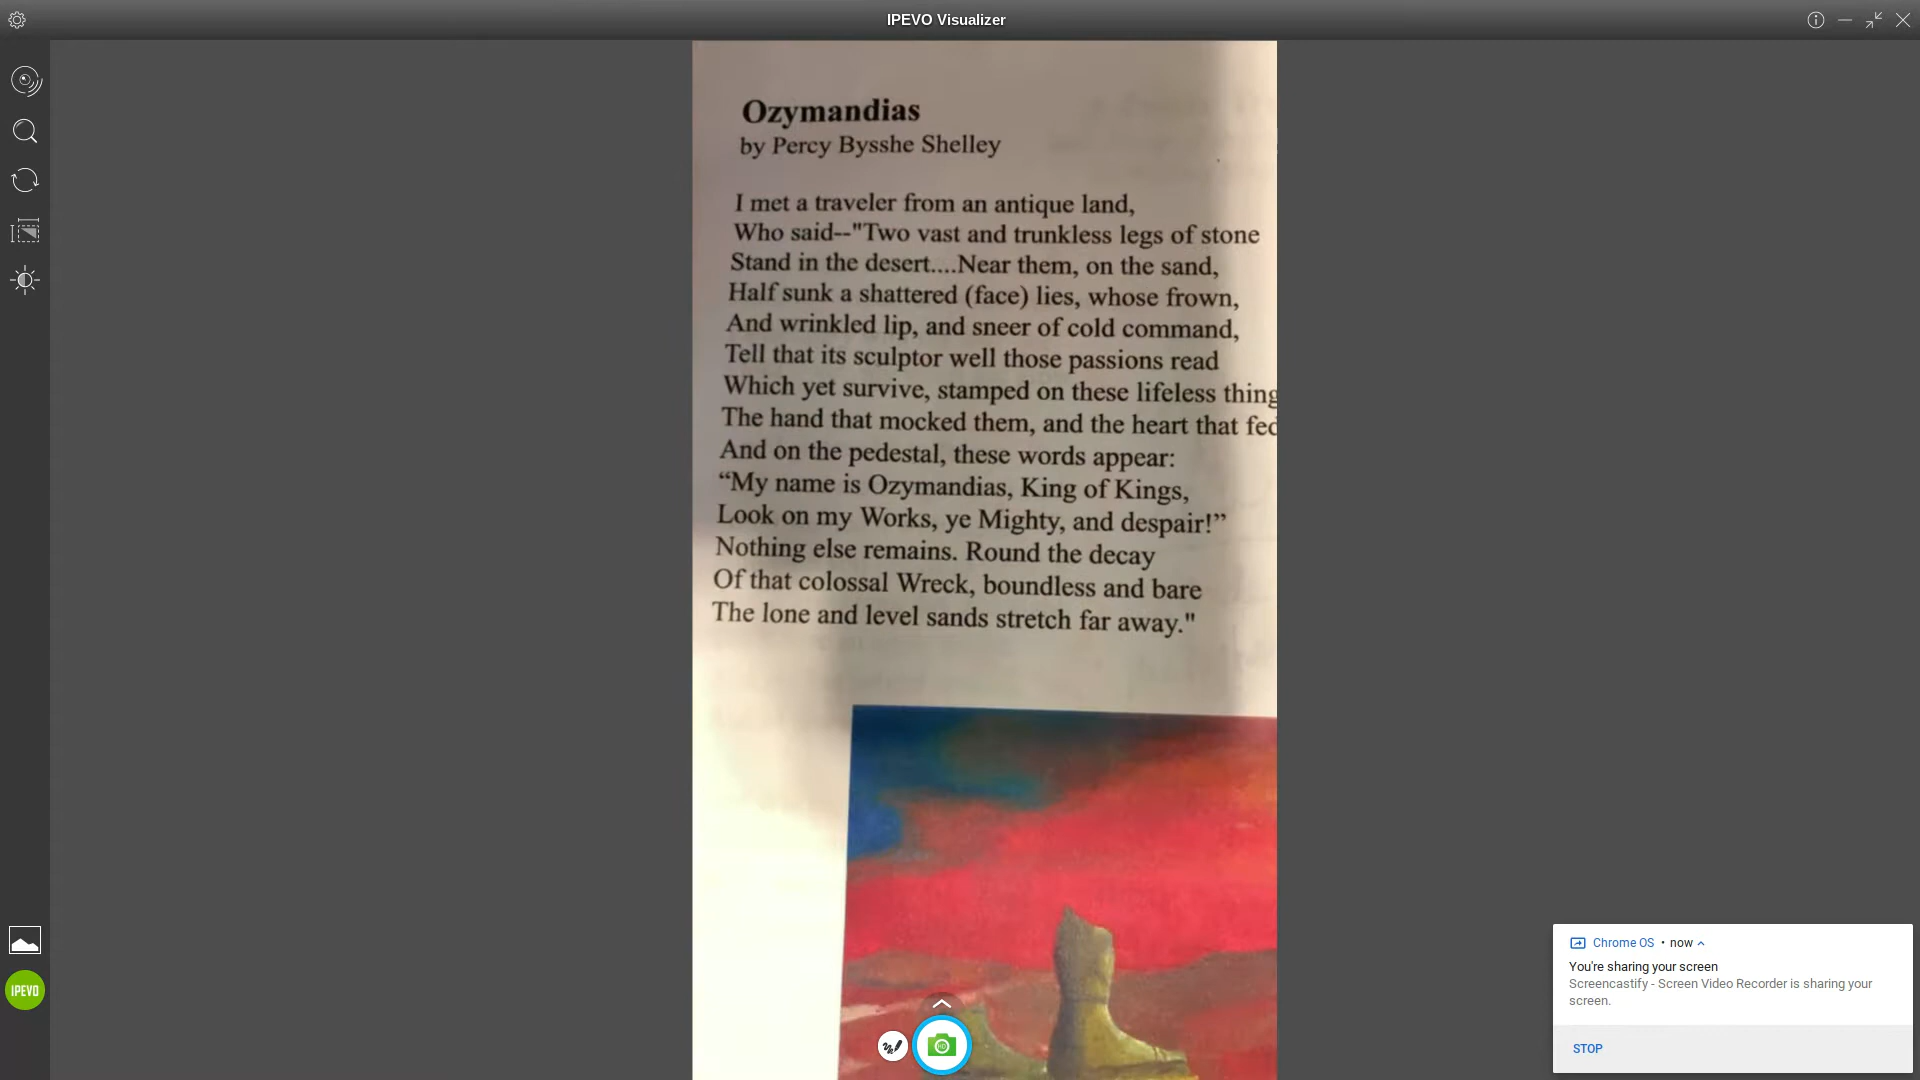 IPEVO Visualizer
Ozymandias
by Percy Bysshe Shelley
I met a traveler from an antique land,
Who said--"Two vast and trunkless legs of stone
Stand in the desert....Near them, on the sand,
Half sunk a shattered (face) lies, whose frown,
And wrinkled lip, and sneer of cold command,
Tell that its sculptor well those passions read
Which yet survive, stamped on these lifeless thing
The hand that mocked them, and the heart that fed
And on the pedestal, these words appear:
“My name is Ozymandias, King of Kings,
Look on my Works, ye Mighty, and despair!”
Nothing else remains. Round the decay
Of that colossal Wreck, boundless and bare
The lone and level sands stretch far away."
IPEVO
HD
Chrome OS • now
You're sharing your screen
Screencastify - Screen Video Recorder is sharing your
screen.
STOP